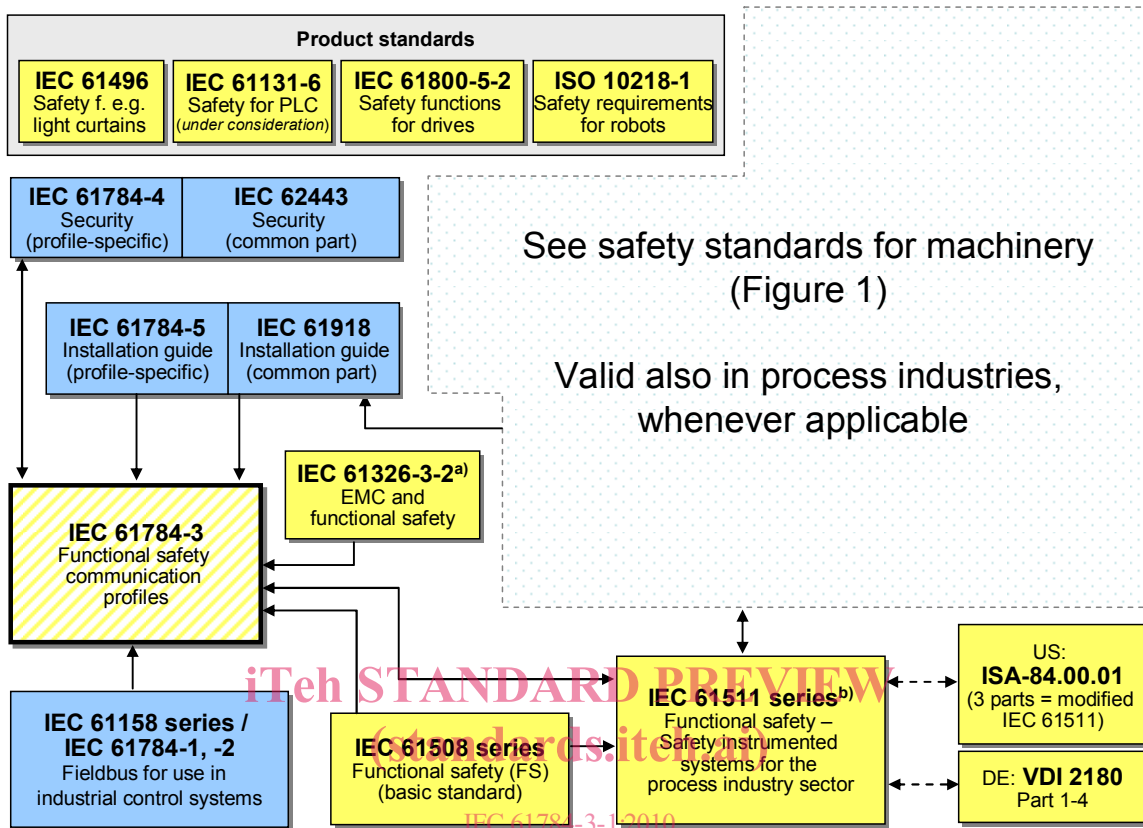 Product standards
IEC 61496
Safety f. e.g.
light curtains
IEC 61131-6
Safety for PLC
(under consideration)
IEC 61800-5-2
Safety functions
for drives
ISO 10218-1
Safety requirements
for robots
IEC 61784-4
Security
(profile-specific)
IEC 62443
Security
(common part)
See safety standards for machinery
(Figure 1)
Valid also in process industries,
whenever applicable
IEC 61784-5
Installation guide
(profile-specific)
IEC 61918
Installation guide
(common part)
IEC 61326-3-2a)
EMC and
functional safety
IEC 61784-3
Functional safety
communication
profiles
iTeh STANDARD PREVIEW
(standards.iteh.ai)
IEC 61158 series /
IEC 61784-1, -2
Fieldbus for use in
industrial control systems
IEC 61508 series
Functional safety (FS)
(basic standard)
IEC 61511 seriesb)
Functional safety –
Safety instrumented
systems for the
process industry sector
US:
ISA-84.00.01
(3 parts = modified
IEC 61511)
DE: VDI 2180
Part 1-4
IEC 61784-3-1:2010